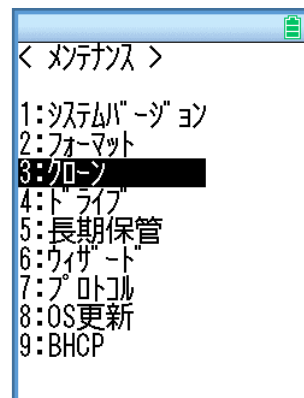 < メンテナンス >
1:システムバージョン
2:フォーマット
3:クローン
4:ドライブ
5:長期保管
6:ウィザード
7:プロトコル
8:OS更新
9:BHCP